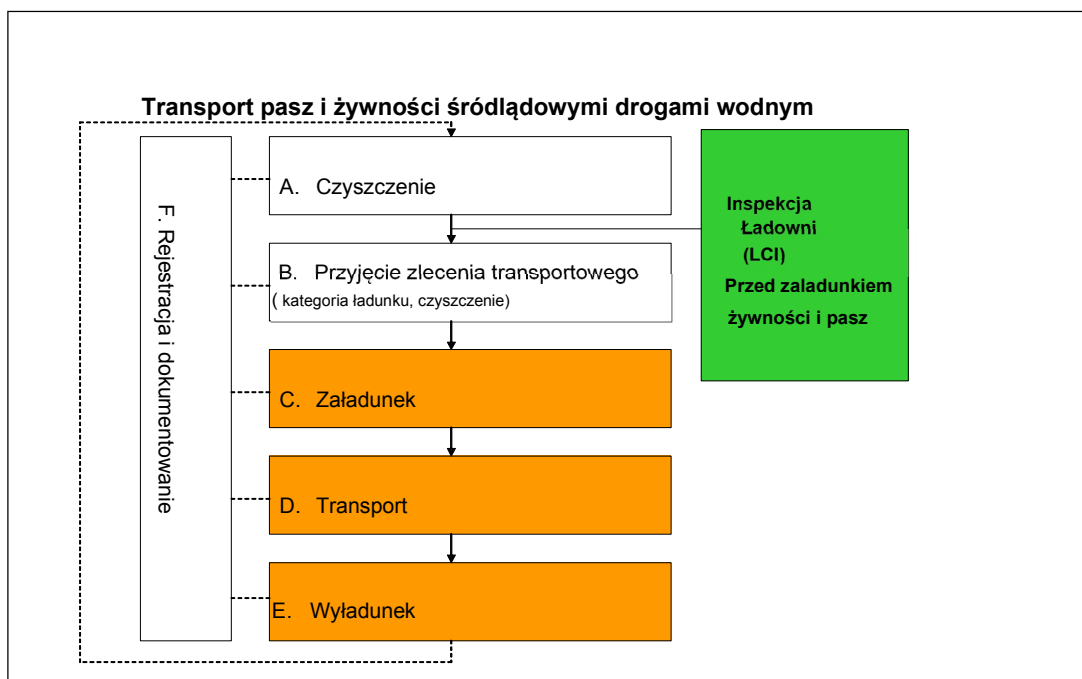 Transport pasz i żywności śródlądowymi drogami wodnym
F. Rejestracja i dokumentowanie
A. Czyszczenie
B. Przyjęcie zlecenia transportowego
( kategoria ładunku, czyszczenie)
C. Załadunek
D. Transport
E. Wyładunek
Inspekcja
Ładowni
(LCI)
Przed zaladunkiem
żywności i pasz